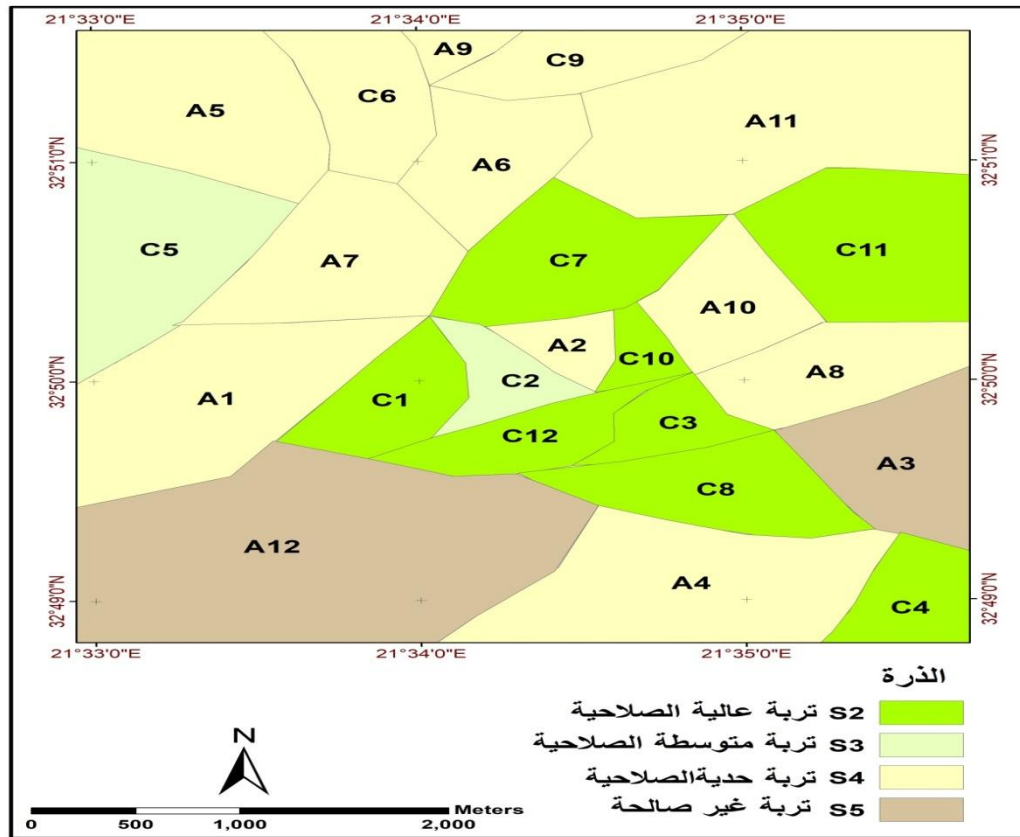 21°33'0"E 21°34'0"E 21°35'0"E
A9
C9
C6
A5
A11
32°51'0"N 32°51'0"N
A6
C5
A7
C7
C11
A10
A2
C10
32°50'0"N 32°50'0"N
C2
A8
A1
C1
C3
C12
A3
C8
A12
A4
32°49'0"N 32°49'0"N
C4
21°33'0"E 21°34'0"E 21°35'0"E
الذرة
S2 تربة عالية الصلاحية
S3 تربة متوسطة الصلاحية
S4 تربة حديةالصلاحية
S5 تربة غير صالحة
N
Meters
0 500 1,000 2,000